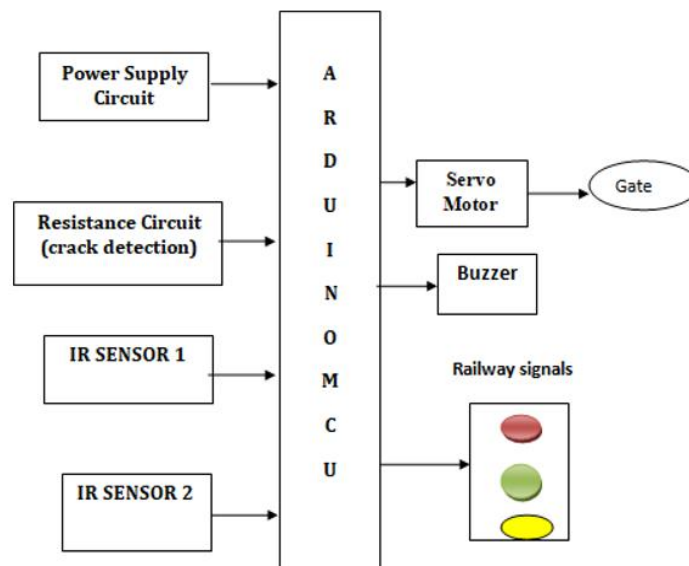 Power Supply
Circuit
Resistance Circuit
(crack detection)
IR SENSOR 1
IR SENSOR 2
A
R
D
U
I
N
O
M
C
U
Servo
Motor
Gate
Buzzer
Railway signals